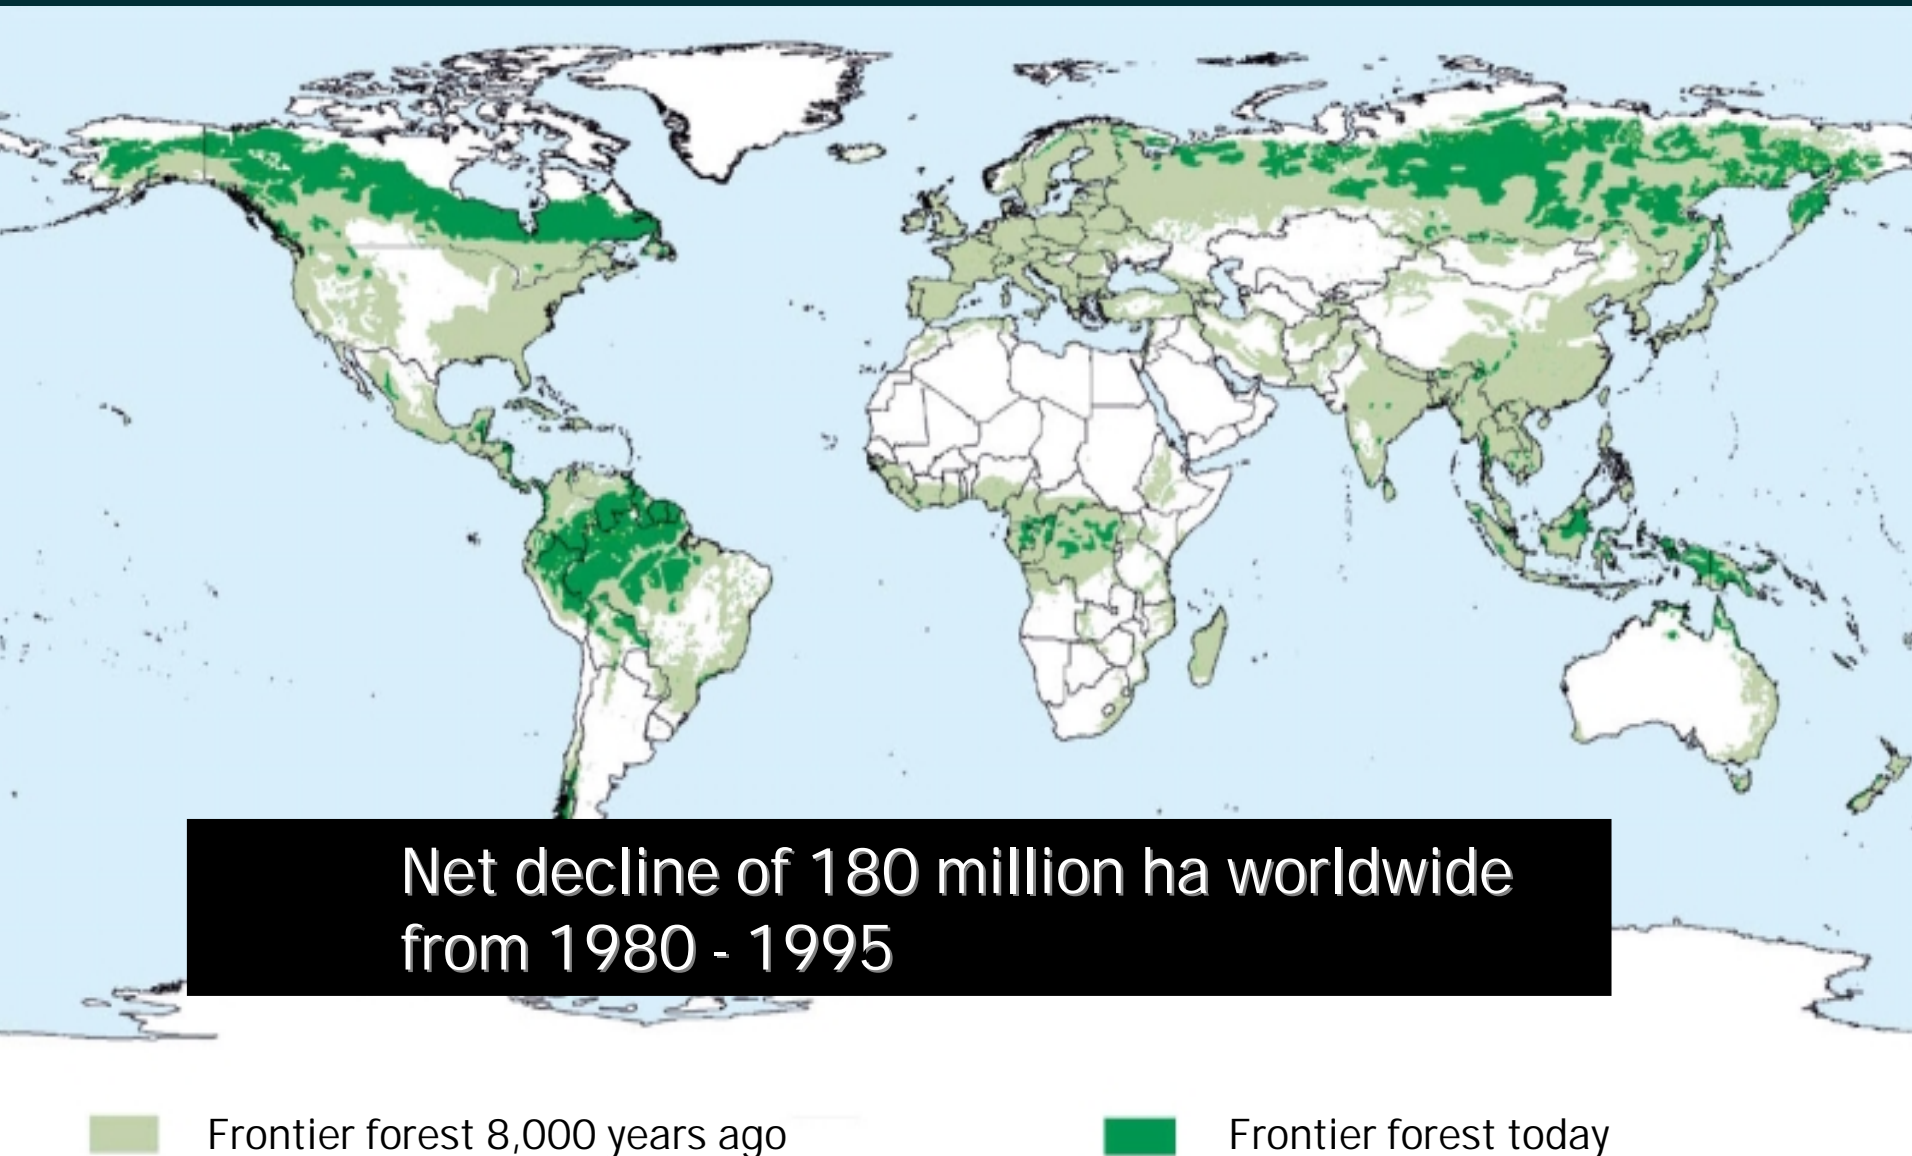 Net decline of 180 million ha worldwide
from 1980 - 1995
Frontier forest 8,000 years ago
Frontier forest today